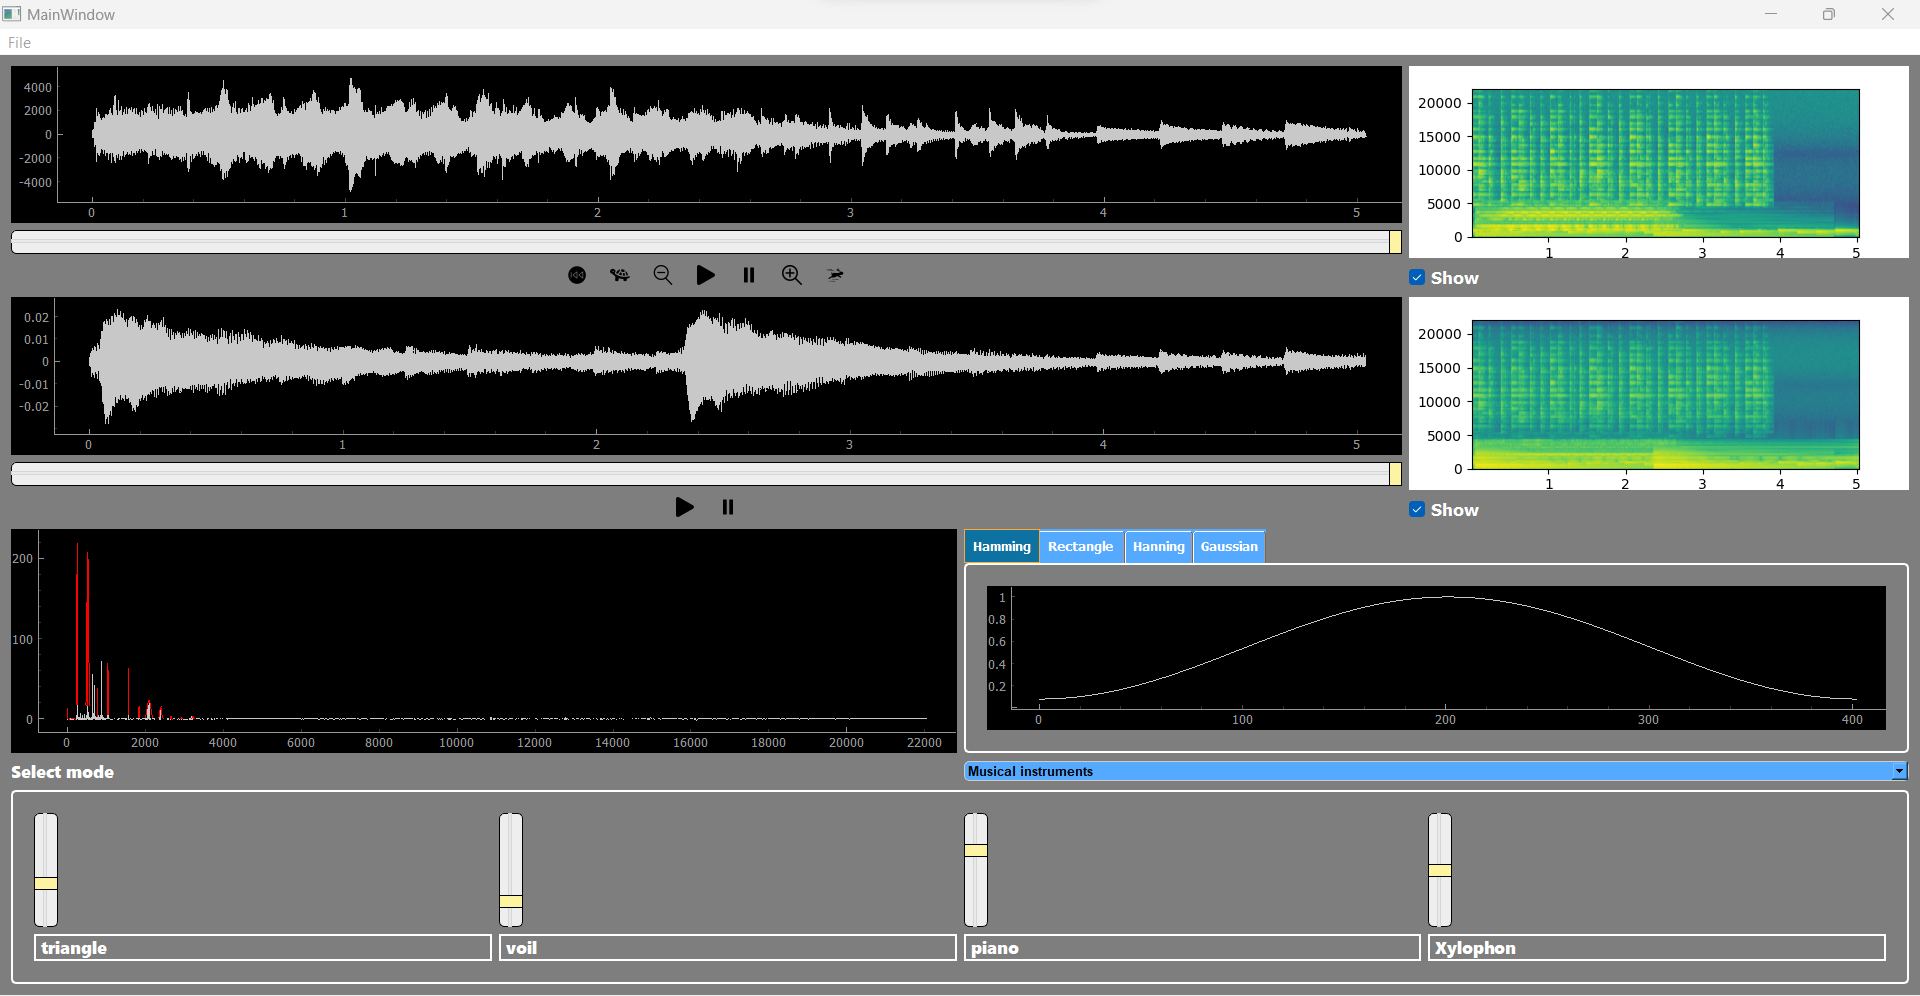 MainWindow
File
4000
2000
0
-2000
-4000
0 1 2 3 4 5
20000
15000
10000
5000
0
1 2 3 4 5
Show
0.02
0.01
0
-0.01
-0.02
0 1 2 3 4 5
20000
15000
10000
5000
0
1 2 3 4 5
Show
200
100
0
0 2000 4000 6000 8000 10000 12000 14000 16000 18000 20000 22000
Hamming Rectangle Hanning Gaussian
1
0.8
0.6
0.4
0.2
0 100 200 300 400
Select mode
Musical instruments
triangle
voil
piano
Xylophon